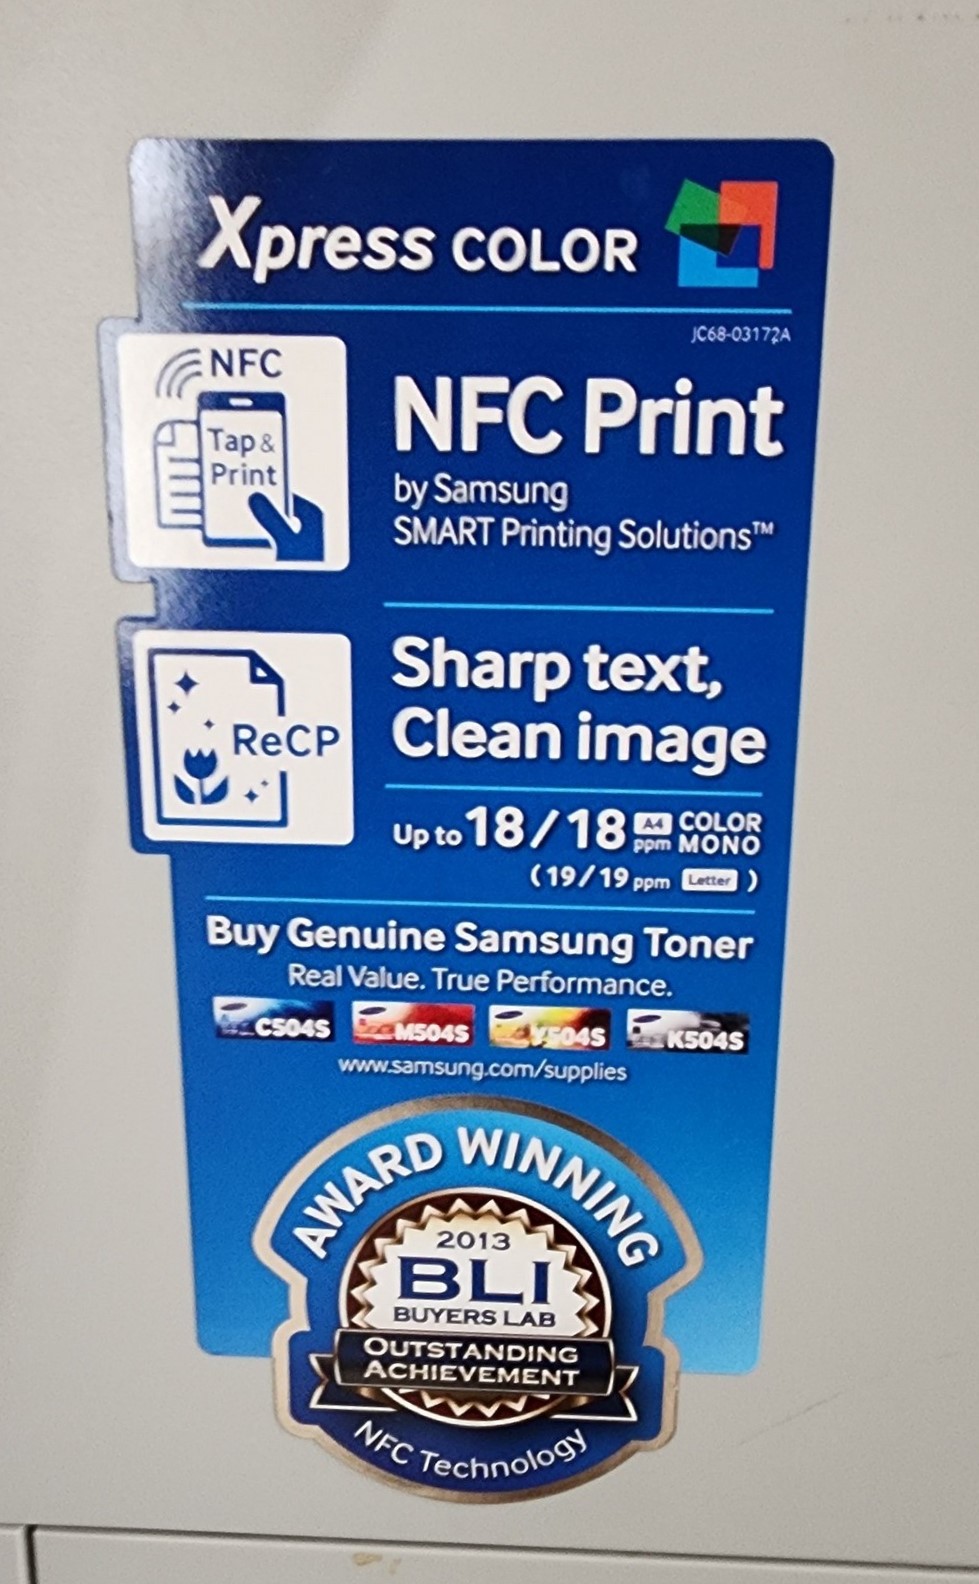 Xpress COLOR
JC68-03172A
NFC
Tap &
Print
NFC Print
by Samsung
SMART Printing Solutions™
ReCP
Sharp text,
Clean image
Up to 18/18 ppm A4 COLOR MONO
(19/19 ppm Letter)
Buy Genuine Samsung Toner
Real Value. True Performance.
C504S M504S Y504S K504S
www.samsung.com/supplies
AWARD WINNING
2013
BLI
BUYERS LAB
OUTSTANDING
ACHIEVEMENT
NFC Technology